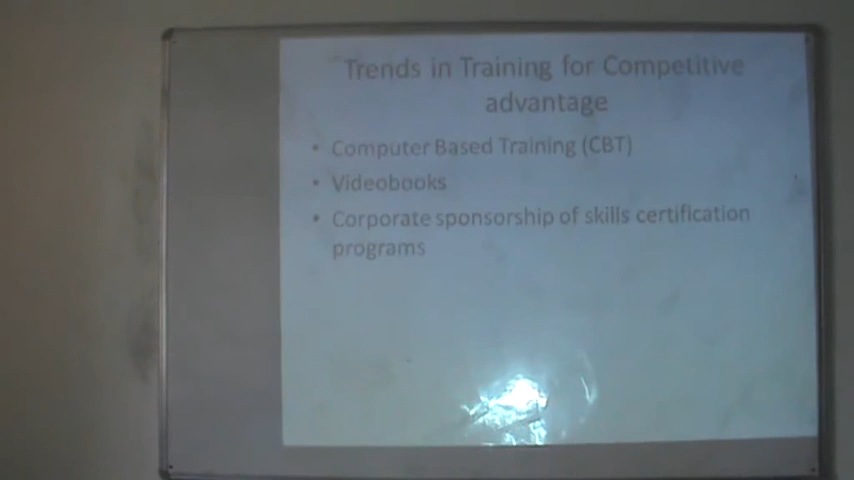 Trends in Training for Competitive
advantage
• Computer Based Training (CBT)
• Videobooks
• Corporate sponsorship of skills certification
programs